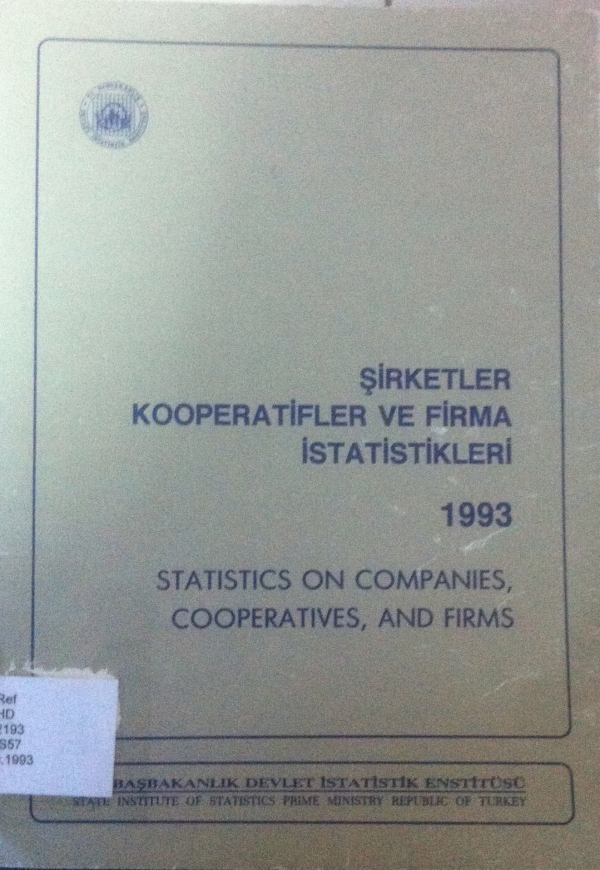 ŞİRKETLER
KOOPERATİFLER VE FİRMA
İSTATİSTİKLERİ
1993
STATISTICS ON COMPANIES,
COOPERATIVES, AND FIRMS
Ref
HD
2193
S57
1993
BAŞBAKANLIK DEVLET İSTATİSTİK ENSTİTÜSÜ
STATE INSTITUTE OF STATISTICS PRIME MINISTRY REPUBLIC OF TURKEY